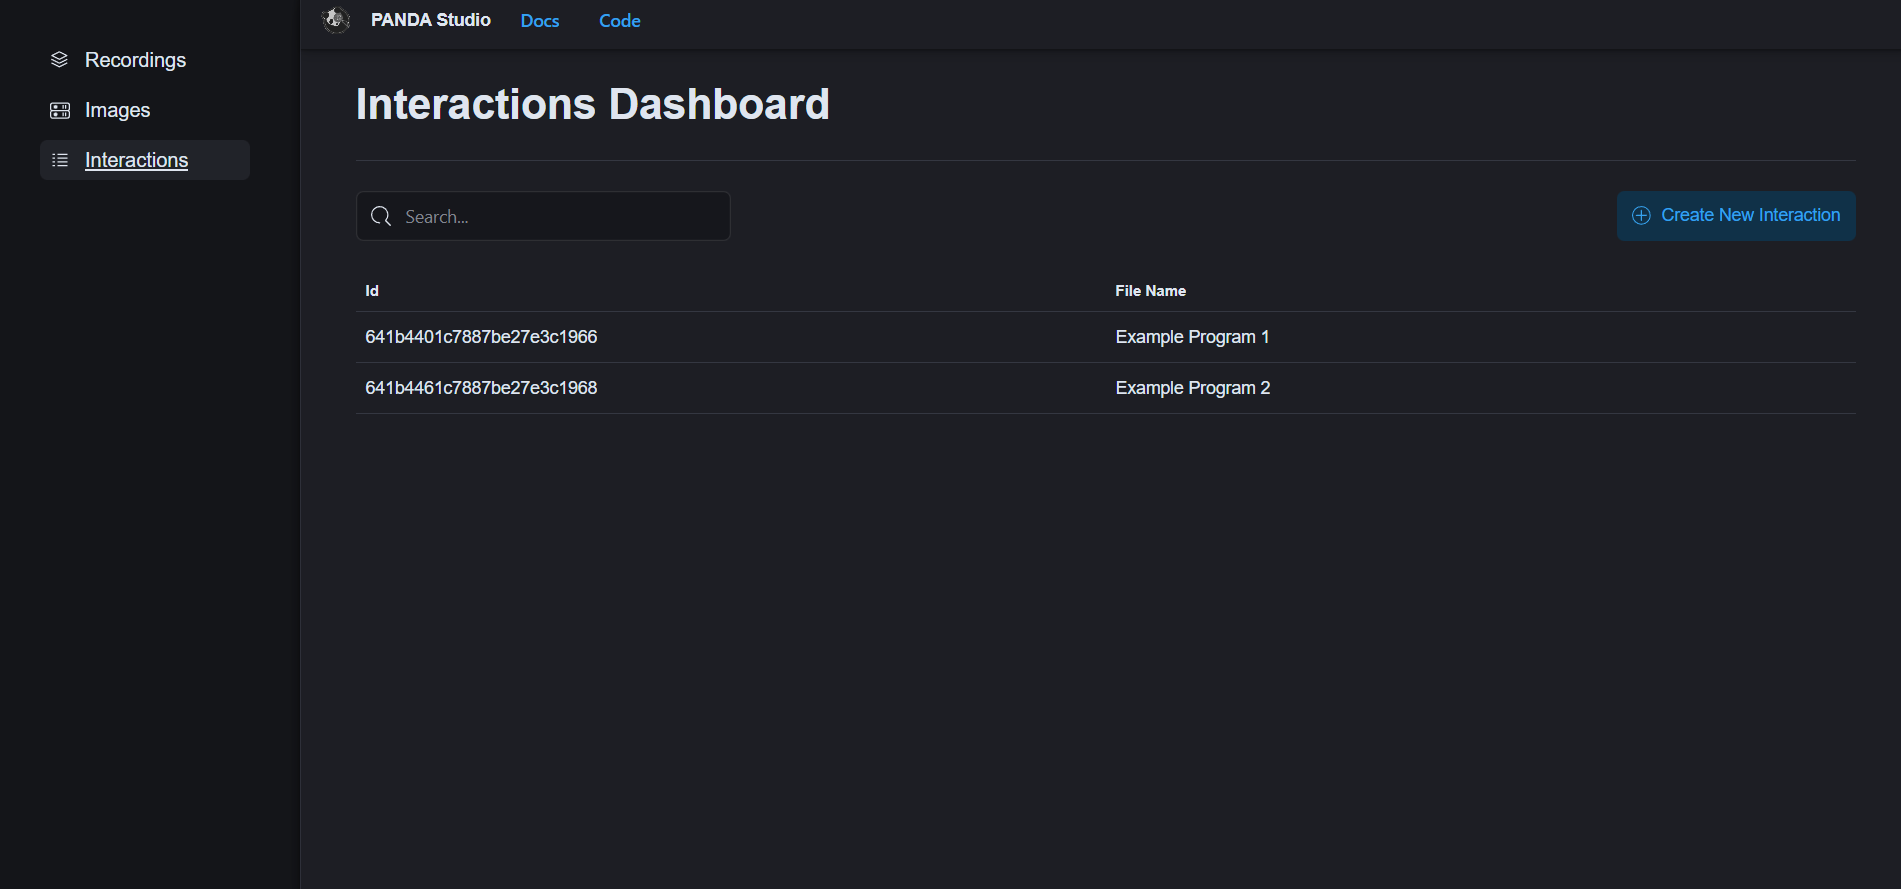 PANDA Studio Docs Code
Recordings
Images
Interactions
Interactions Dashboard
Search...
Create New Interaction
Id File Name
641b4401c7887be27e3c1966 Example Program 1
641b4461c7887be27e3c1968 Example Program 2